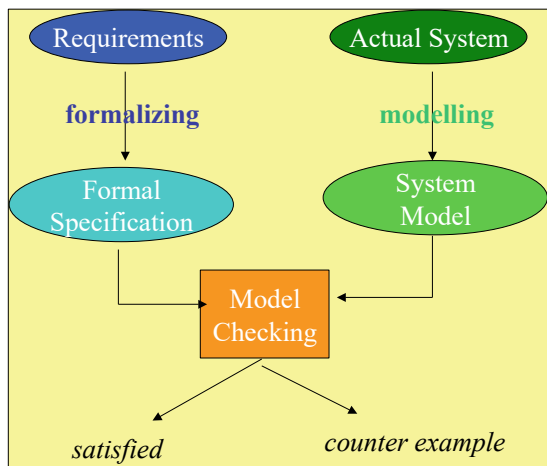 Requirements
Actual System
formalizing
modelling
Formal
Specification
System
Model
Model
Checking
satisfied
counter example